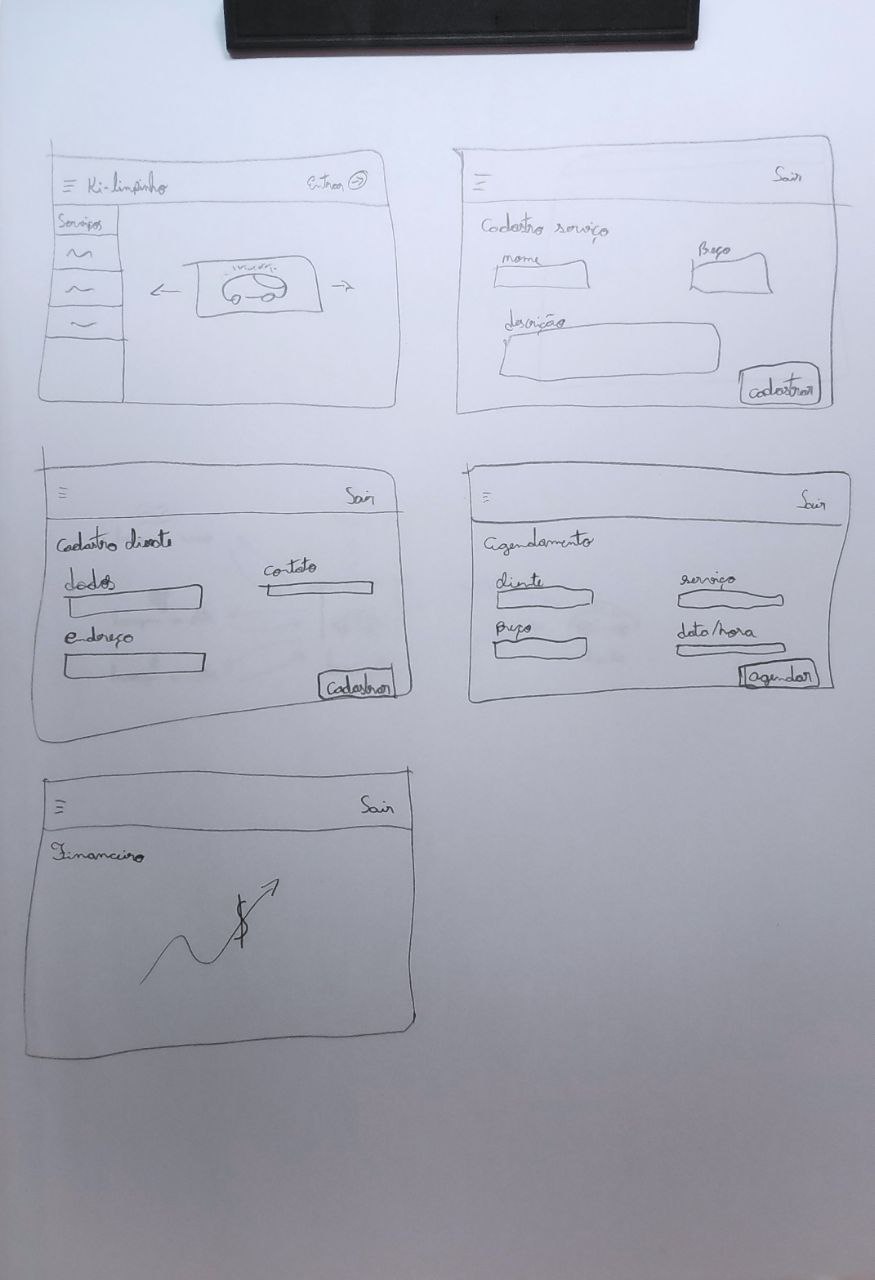 Ki-limpinho
Entrar
Serviços
Sair
Cadastro serviço
nome
Preço
descrição
Cadastrar
Sair
Cadastro cliente
dados
contato
endereço
Cadastrar
Sair
Agendamento
cliente
serviço
preço
data/hora
agendar
Sair
Financeiro
$